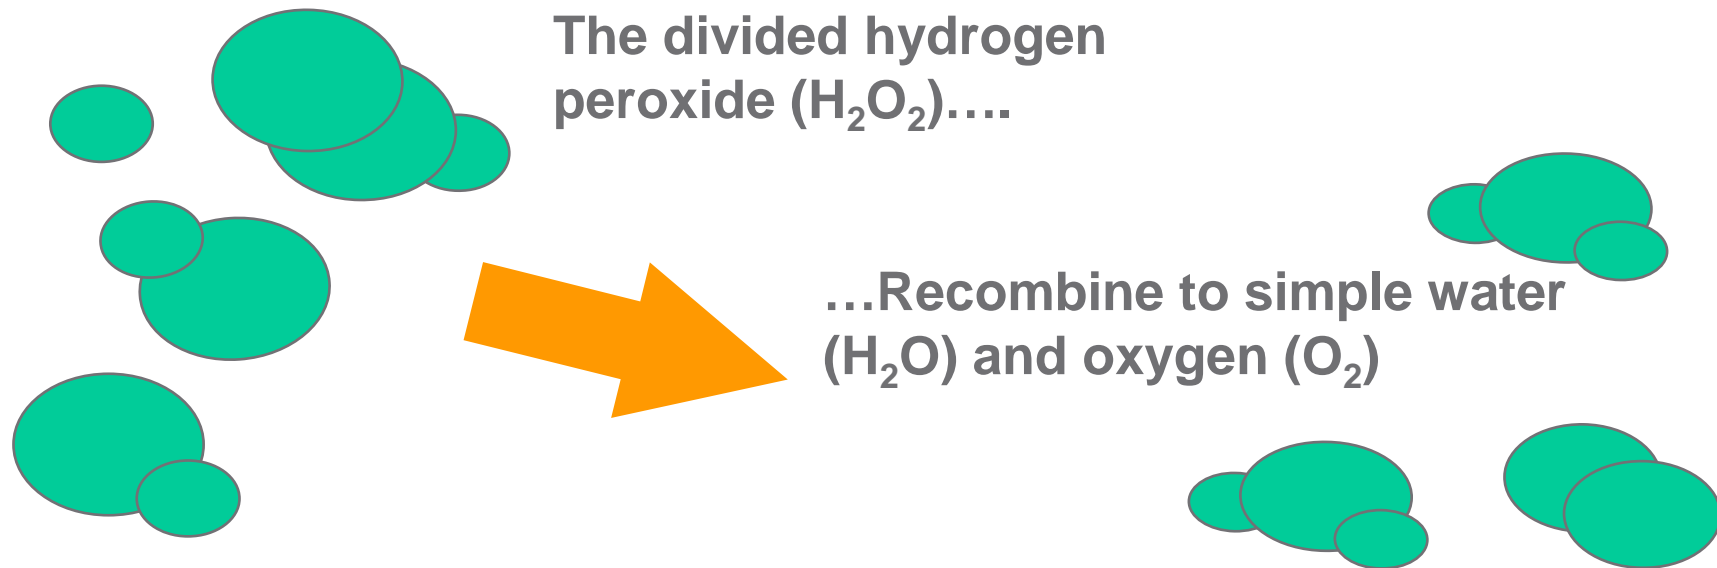 The divided hydrogen
peroxide (H₂O₂)….
…Recombine to simple water
(H₂O) and oxygen (O₂)